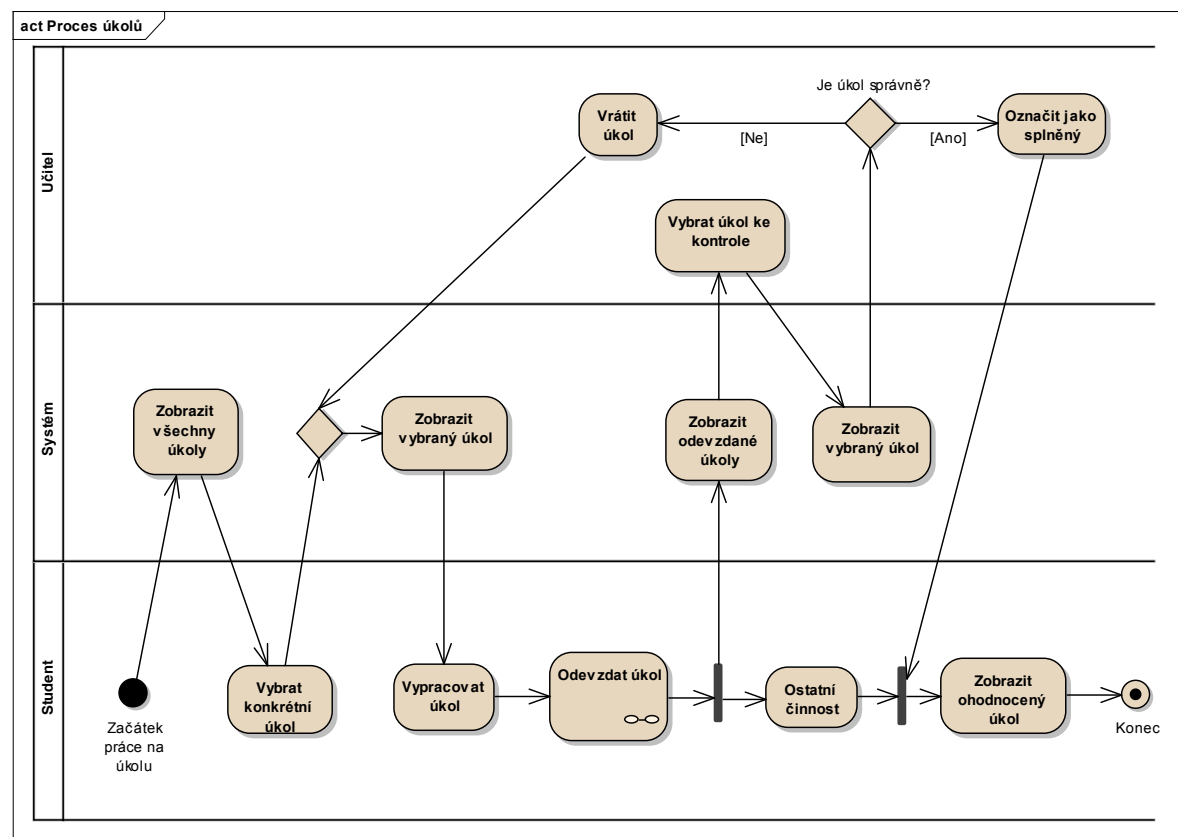 act Proces úkolů
Učitel
Je úkol správně?
Vrátit
úkol
[Ne]
[Ano]
Označit jako
splněný
Vybrat úkol ke
kontrole
Systém
Zobrazit
všechny
úkoly
Zobrazit
vybraný úkol
Zobrazit
odevzdané
úkoly
Zobrazit
vybraný úkol
Student
Začátek
práce na
úkolu
Vybrat
konkrétní
úkol
Vypracovat
úkol
Odevzdat úkol
Ostatní
činnost
Zobrazit
ohodnocený
úkol
Konec